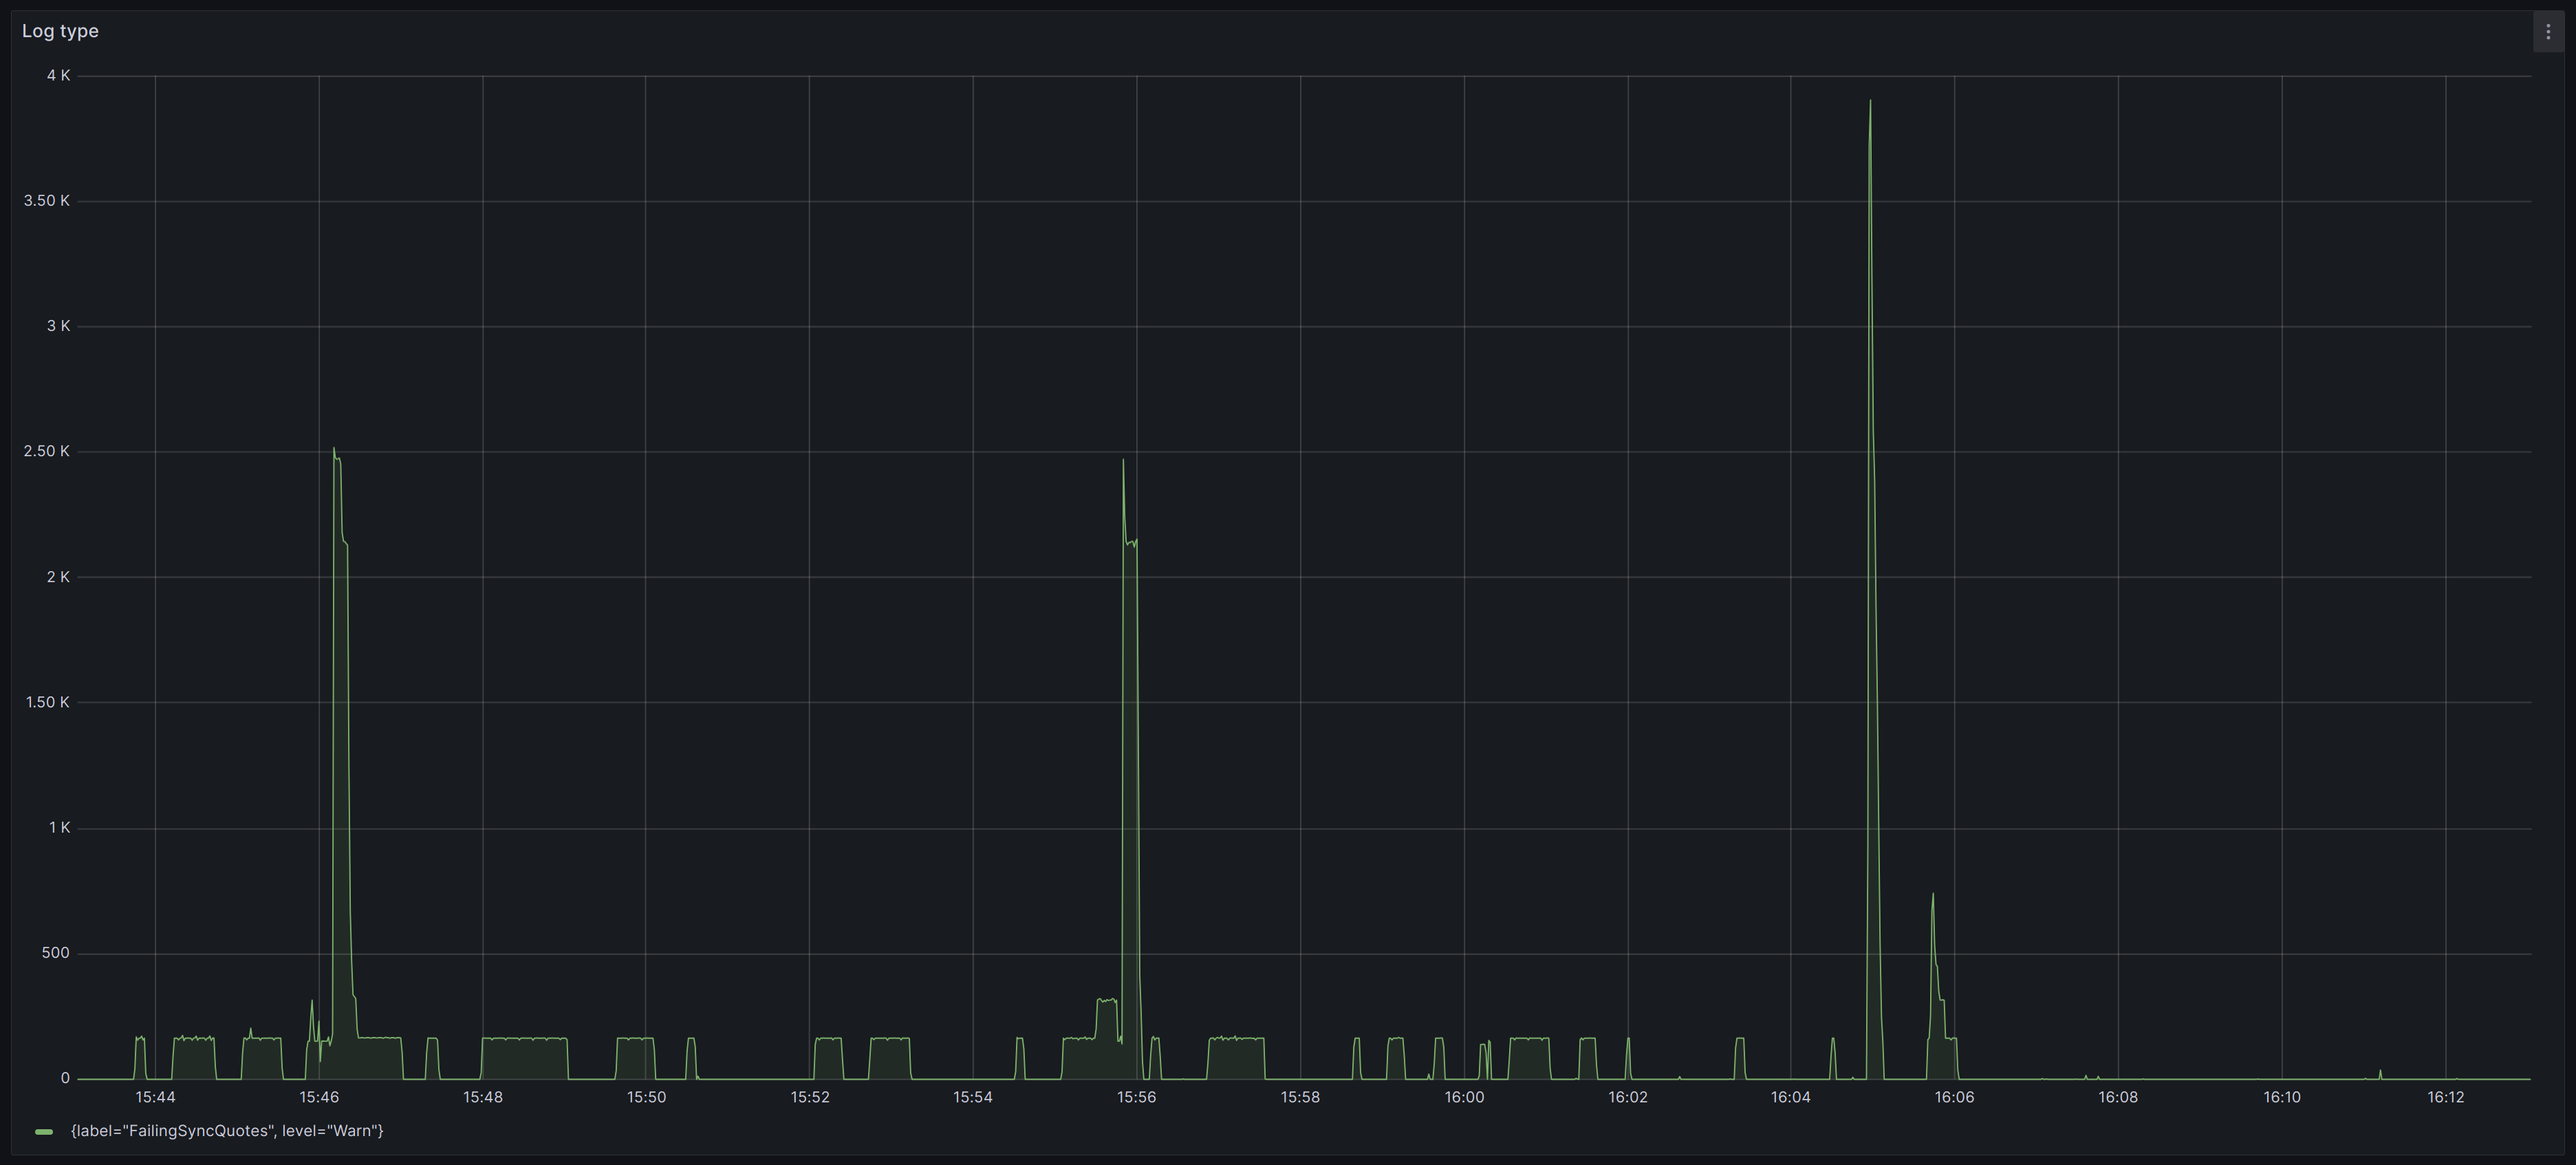 Log type
4 K
3.50 K
3 K
2.50 K
2 K
1.50 K
1 K
500
0
15:44 15:46 15:48 15:50 15:52 15:54 15:56 15:58 16:00 16:02 16:04 16:06 16:08 16:10 16:12
{label="FailingSyncQuotes", level="Warn"}